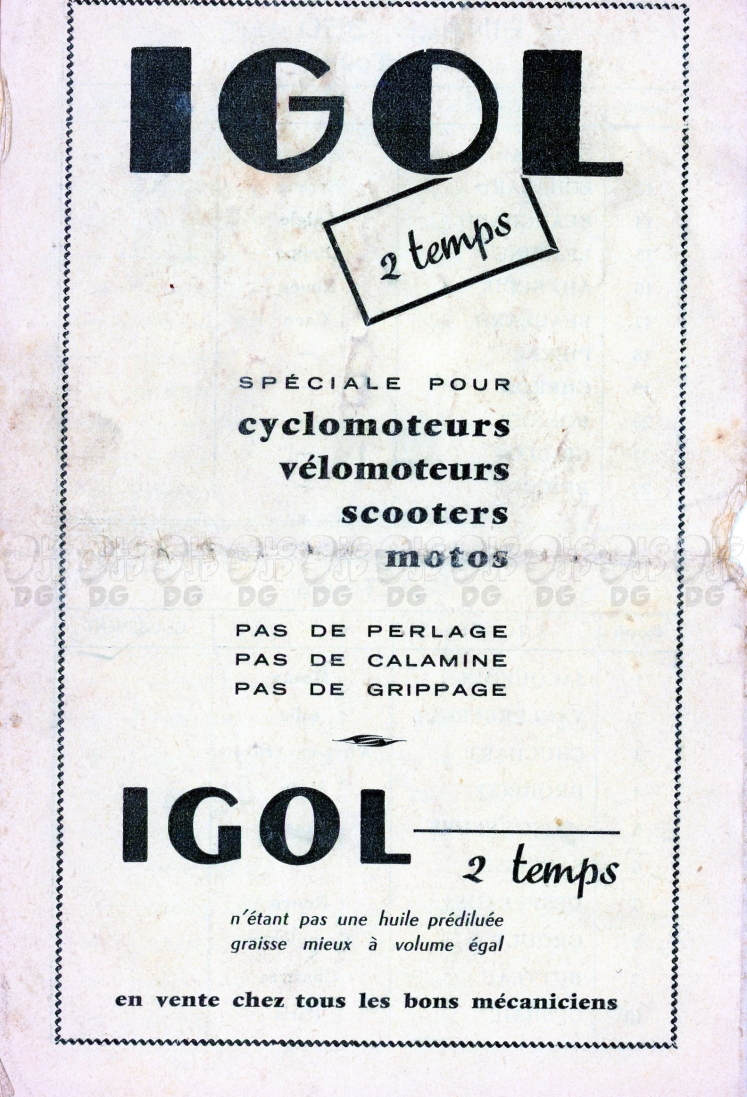 IGOL
2 temps
SPÉCIALE POUR
cyclomoteurs
vélomoteurs
scooters
motos
PAS DE PERLAGE
PAS DE CALAMINE
PAS DE GRIPPAGE
IGOL
2 temps
n'étant pas une huile prédiluée
graisse mieux à volume égal
en vente chez tous les bons mécaniciens